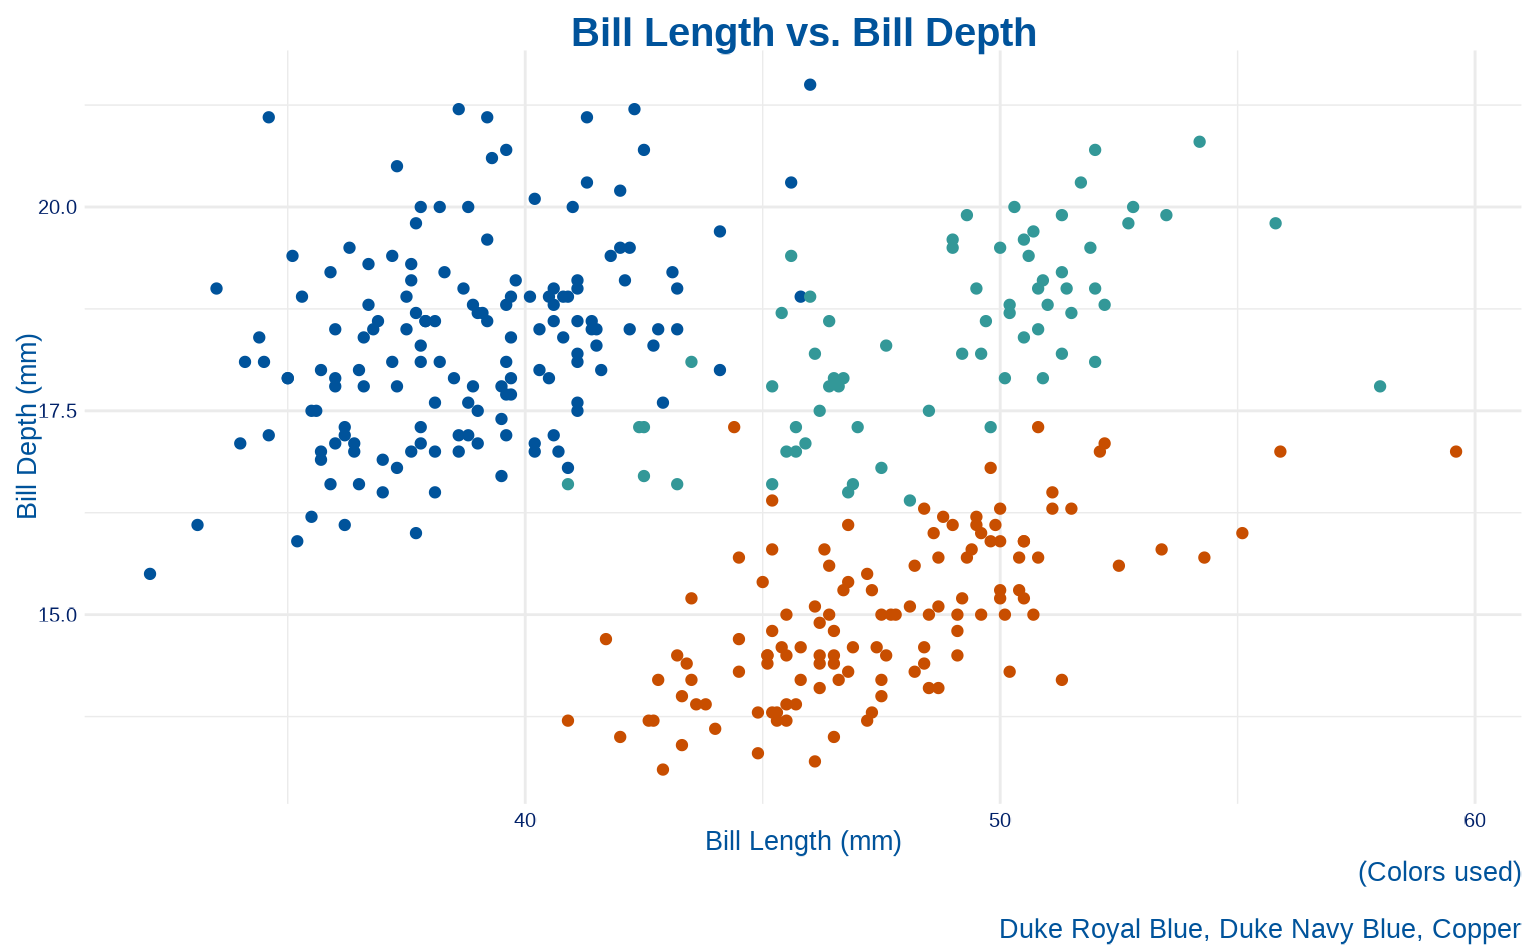 Bill Length vs. Bill Depth
Bill Depth (mm)
20.0
17.5
15.0
40
50
60
Bill Length (mm)
(Colors used)
Duke Royal Blue, Duke Navy Blue, Copper